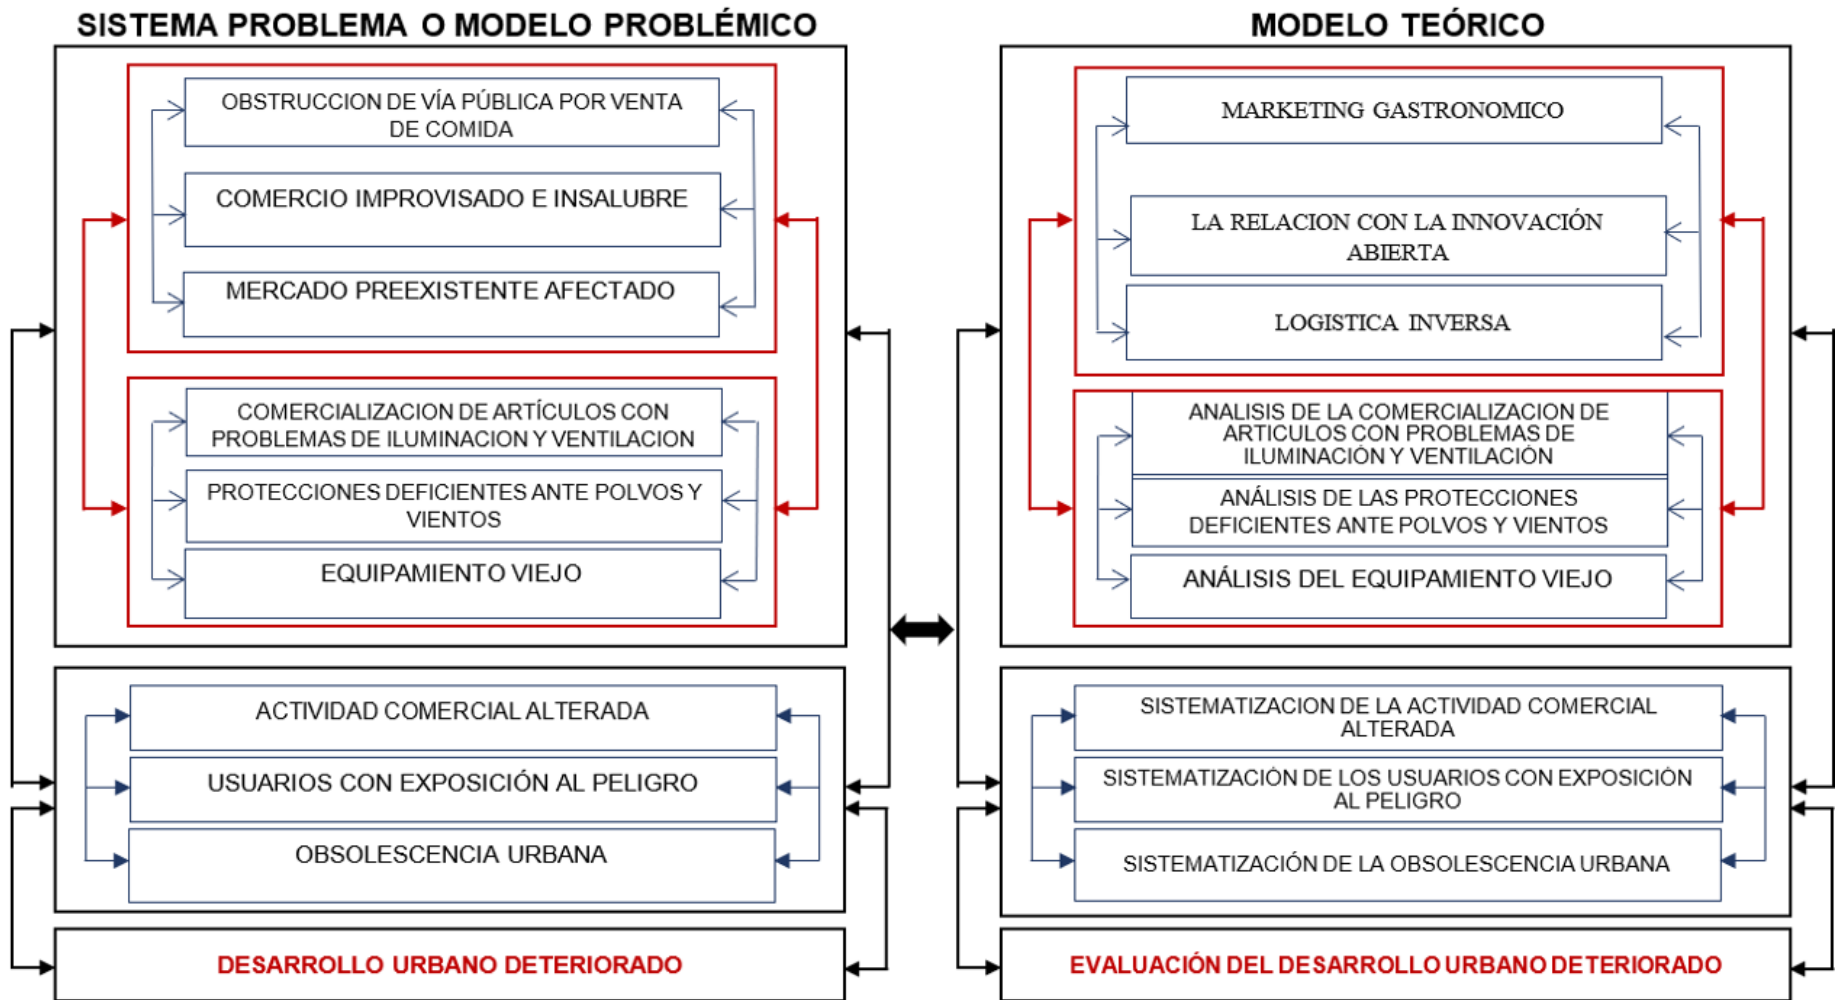 SISTEMA PROBLEMA O MODELO PROBLÉMICO
OBSTRUCCION DE VÍA PÚBLICA POR VENTA
DE COMIDA
COMERCIO IMPROVISADO E INSALUBRE
MERCADO PREEXISTENTE AFECTADO
COMERCIALIZACION DE ARTÍCULOS CON
PROBLEMAS DE ILUMINACION Y VENTILACION
PROTECCIONES DEFICIENTES ANTE POLVOS Y
VIENTOS
EQUIPAMIENTO VIEJO
ACTIVIDAD COMERCIAL ALTERADA
USUARIOS CON EXPOSICIÓN AL PELIGRO
OBSOLESCENCIA URBANA
DESARROLLO URBANO DETERIORADO
MODELO TEÓRICO
MARKETING GASTRONOMICO
LA RELACION CON LA INNOVACIÓN
ABIERTA
LOGISTICA INVERSA
ANALISIS DE LA COMERCIALIZACION DE
ARTICULOS CON PROBLEMAS DE
ILUMINACIÓN Y VENTILACIÓN
ANÁLISIS DE LAS PROTECCIONES
DEFICIENTES ANTE POLVOS Y VIENTOS
ANÁLISIS DEL EQUIPAMIENTO VIEJO
SISTEMATIZACION DE LA ACTIVIDAD COMERCIAL
ALTERADA
SISTEMATIZACIÓN DE LOS USUARIOS CON EXPOSICIÓN
AL PELIGRO
SISTEMATIZACIÓN DE LA OBSOLESCENCIA URBANA
EVALUACIÓN DEL DESARROLLO URBANO DETERIORADO